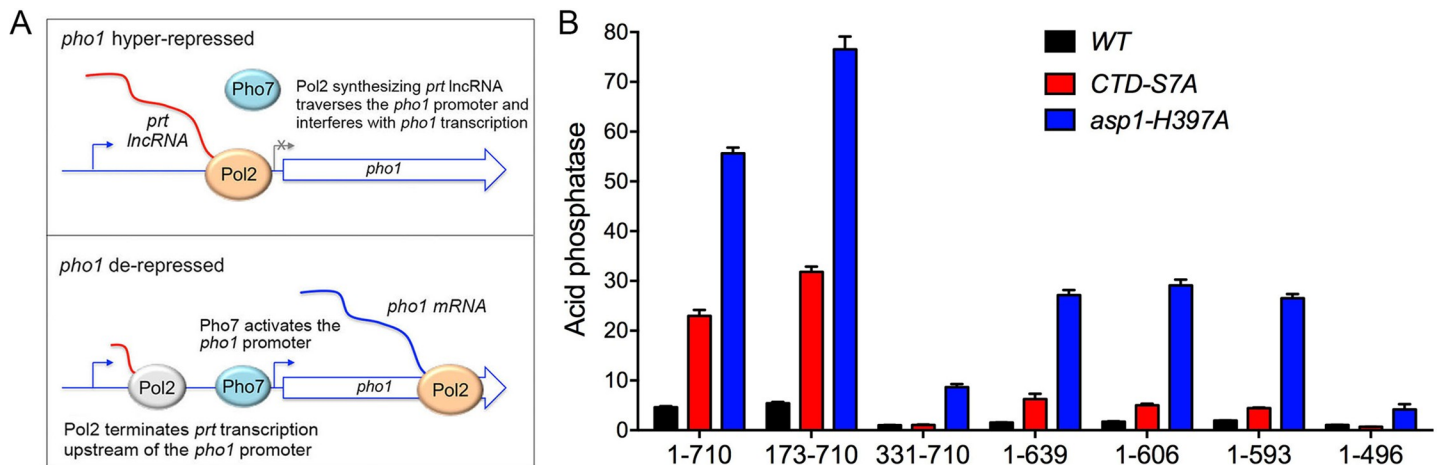 A
pho1 hyper-repressed
Pho7
Pol2 synthesizing prt lncRNA
traverses the pho1 promoter and
interferes with pho1 transcription
prt
lncRNA
Pol2
pho1
pho1 de-repressed
Pho7 activates the
pho1 promoter
pho1 mRNA
Pol2
Pho7
pho1
Pol2
Pol2 terminates prt transcription
upstream of the pho1 promoter
B
Acid phosphatase
80
70
60
50
40
30
20
10
0
WT
CTD-S7A
asp1-H397A
1-710
173-710
331-710
1-639
1-606
1-593
1-496